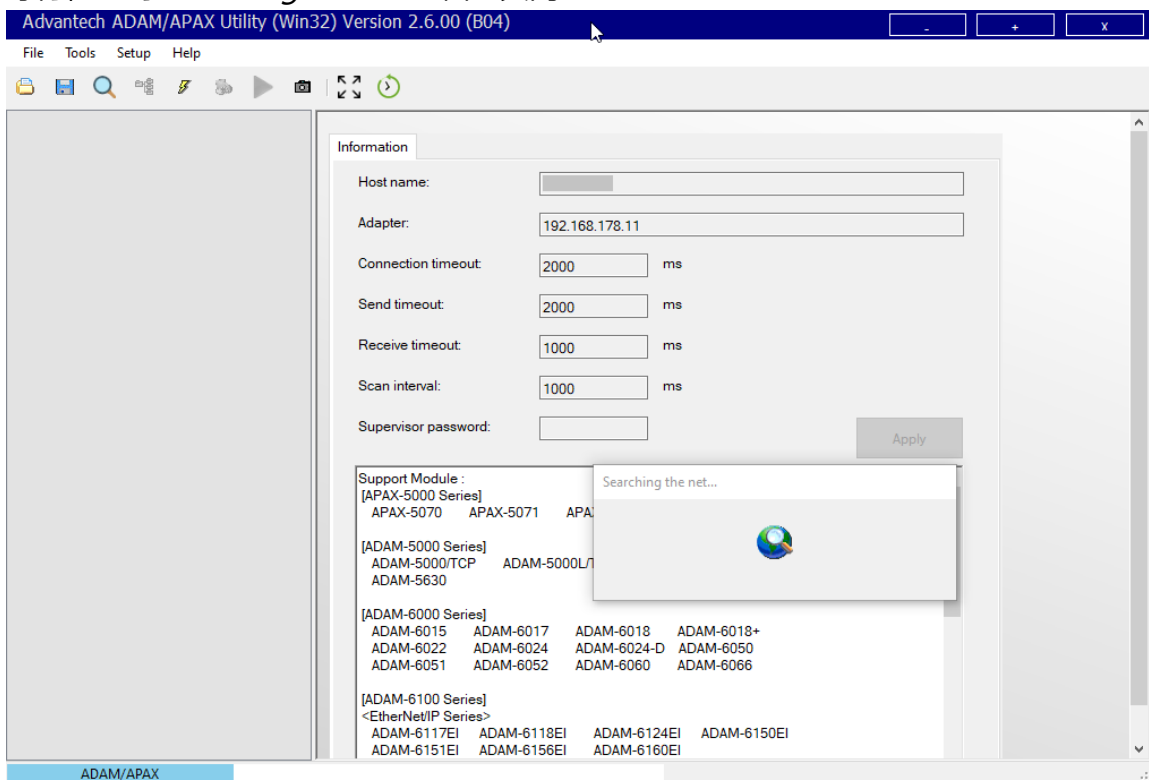 Advantech ADAM/APAX Utility (Win32) Version 2.6.00 (B04)
- + x
File Tools Setup Help
Information
Host name:
Adapter: 192.168.178.11
Connection timeout: 2000 ms
Send timeout: 2000 ms
Receive timeout: 1000 ms
Scan interval: 1000 ms
Supervisor password:
Apply
Support Module :
[APAX-5000 Series]
APAX-5070 APAX-5071
Searching the net...
[ADAM-5000 Series]
ADAM-5000/TCP
ADAM-5630
[ADAM-6000 Series]
ADAM-6015 ADAM-6017 ADAM-6018 ADAM-6018+
ADAM-6022 ADAM-6024 ADAM-6024-D ADAM-6050
ADAM-6051 ADAM-6052 ADAM-6060 ADAM-6066
[ADAM-6100 Series]
<EtherNet/IP Series>
ADAM-6117EI ADAM-6118EI ADAM-6124EI ADAM-6150EI
ADAM-6151EI ADAM-6156EI ADAM-6160EI
ADAM/APAX